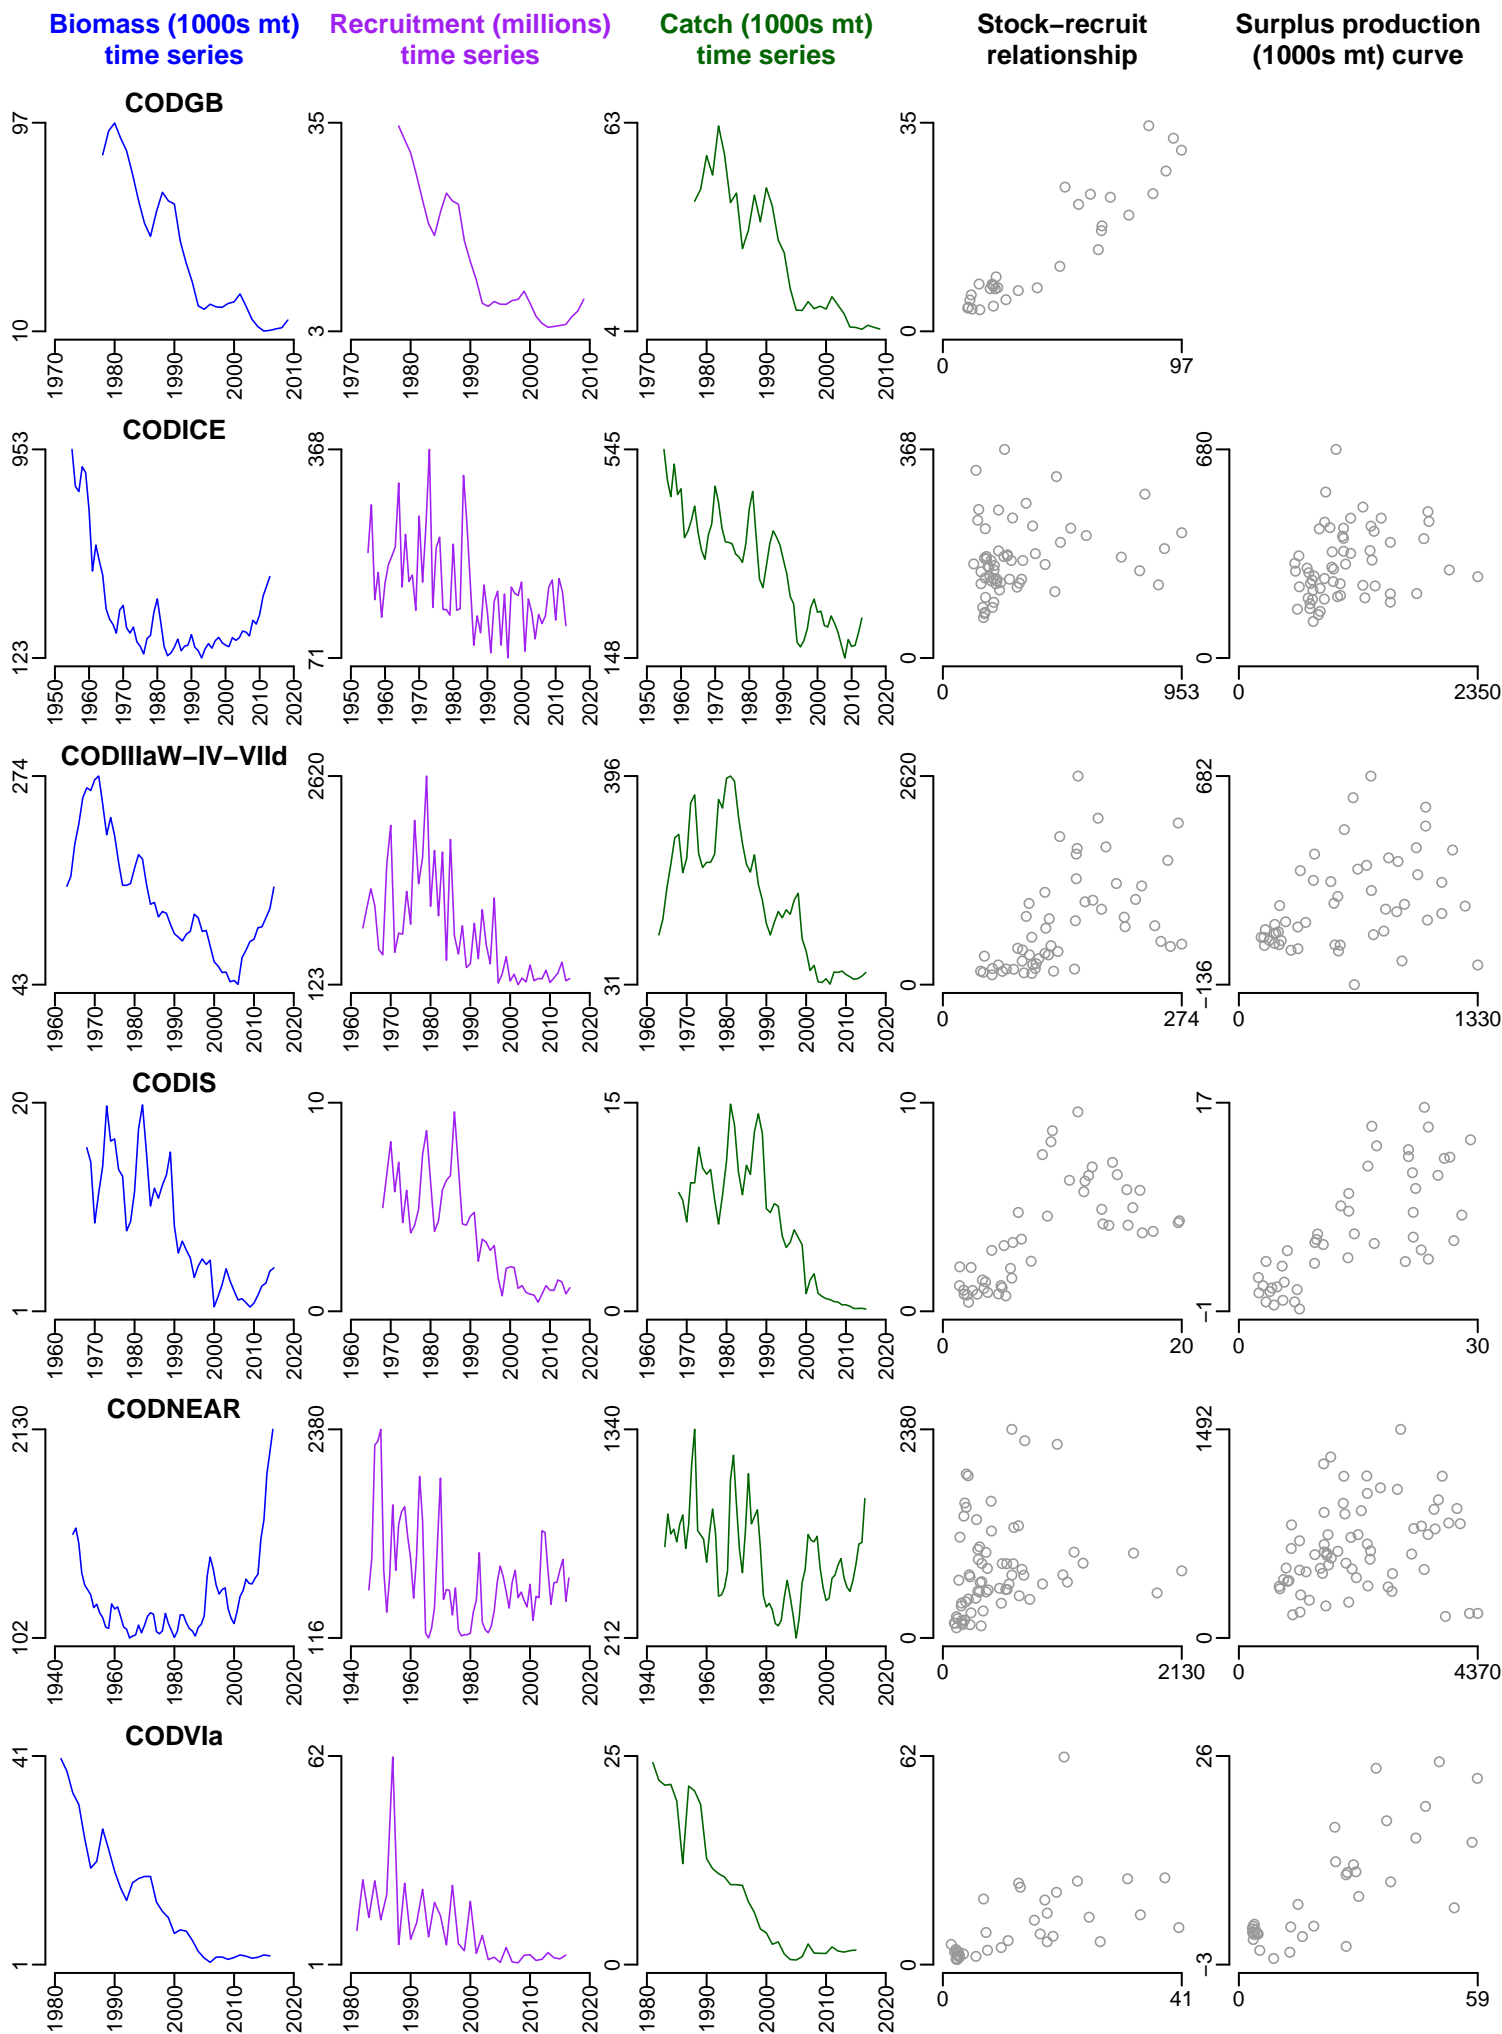 Biomass (1000s mt)
time series
Recruitment (millions)
time series
Catch (1000s mt)
time series
Stock−recruit
relationship
Surplus production
(1000s mt) curve
CODGB
10 97
1970 1980 1990 2000 2010
3 35
1970 1980 1990 2000 2010
4 63
1970 1980 1990 2000 2010
0 35
0 97
CODICE
123 953
1950 1960 1970 1980 1990 2000 2010 2020
71 368
1950 1960 1970 1980 1990 2000 2010 2020
148 545
1950 1960 1970 1980 1990 2000 2010 2020
0 368
0 953
0 680
0 2350
CODIIIaW−IV−VIId
43 274
1960 1970 1980 1990 2000 2010 2020
123 2620
1960 1970 1980 1990 2000 2010 2020
31 396
1960 1970 1980 1990 2000 2010 2020
0 2620
0 274
−136 682
0 1330
CODIS
1 20
1960 1970 1980 1990 2000 2010 2020
0 10
1960 1970 1980 1990 2000 2010 2020
0 15
1960 1970 1980 1990 2000 2010 2020
0 10
0 20
−1 17
0 30
CODNEAR
102 2130
1940 1960 1980 2000 2020
116 2380
1940 1960 1980 2000 2020
212 1340
1940 1960 1980 2000 2020
0 2380
0 2130
0 1492
0 4370
CODVIa
1 41
1980 1990 2000 2010 2020
1 62
1980 1990 2000 2010 2020
0 25
1980 1990 2000 2010 2020
0 62
0 41
−3 26
0 59